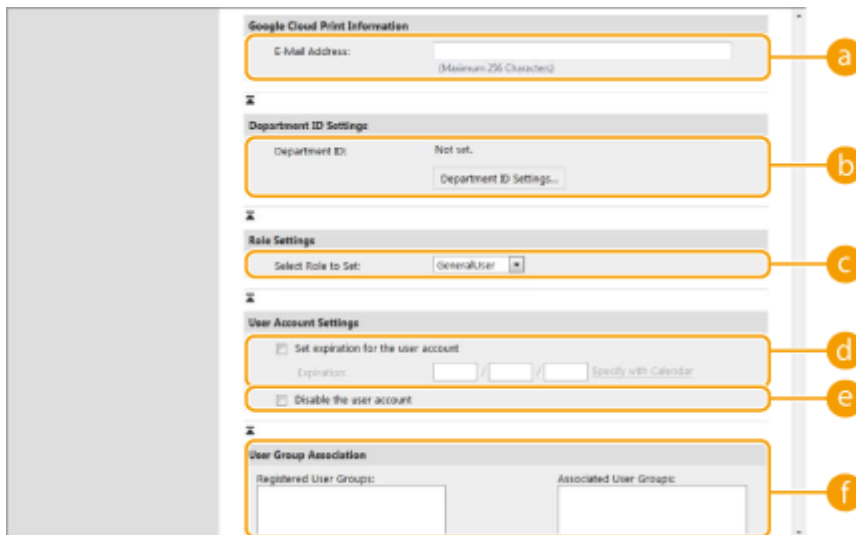 Google Cloud Print Information
E-Mail Address:
(Maximum 256 Characters)
a
Department ID Settings
Department ID: Not set.
Department ID Settings...
b
Role Settings
Select Role to Set: GeneralUser
c
User Account Settings
Set expiration for the user account
Expiration: / / Specify with Calendar
d
Disable the user account
e
User Group Association
Registered User Groups: Associated User Groups:
f